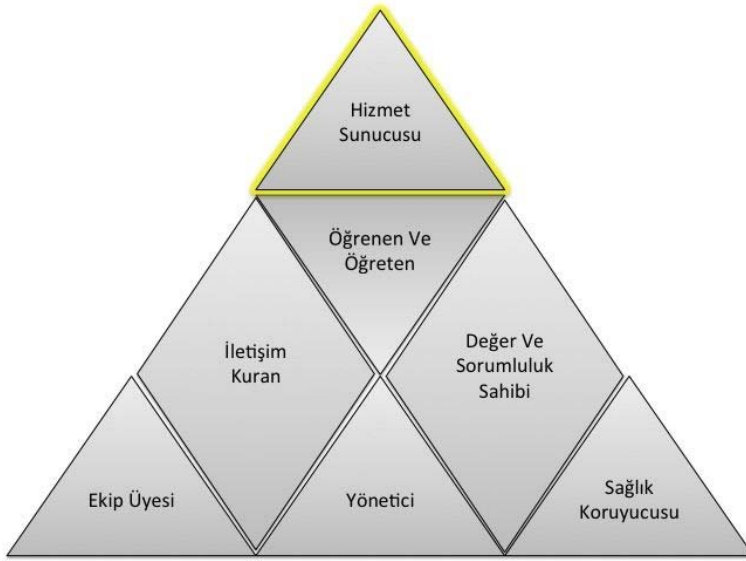 Hizmet
Sunucusu
Öğrenen Ve
Öğreten
İletişim
Kuran
Değer Ve
Sorumluluk
Sahibi
Ekip Üyesi
Yönetici
Sağlık
Koruyucusu